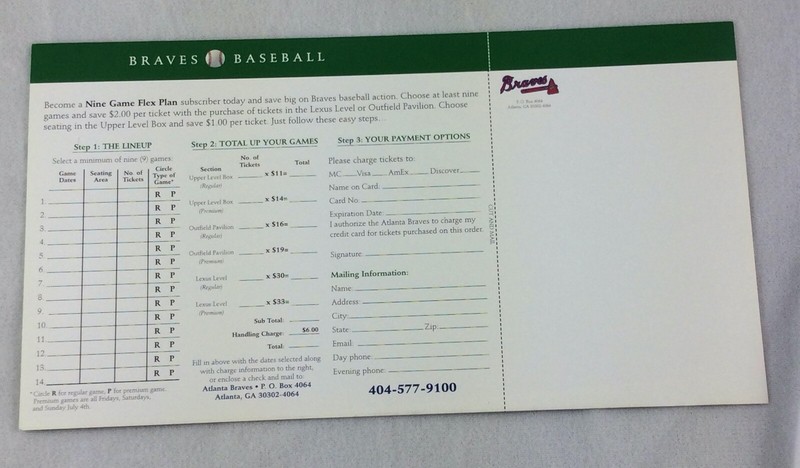 BRAVES BASEBALL
Become a Nine Game Flex Plan subscriber today and save big on Braves baseball action. Choose at least nine
games and save $2.00 per ticket with the purchase of tickets in the Lexus Level or Outfield Pavilion. Choose
seating in the Upper Level Box and save $1.00 per ticket. Just follow these easy steps.
Step 1: THE LINEUP
Select a minimum of nine (9) games:
Game Dates Seating Area No. of Tickets Circle Type of Game*
1. R P
2. R P
3. R P
4. R P
5. R P
6. R P
7. R P
8. R P
9. R P
10. R P
11. R P
12. R P
13. R P
14. R P
*Circle R for regular game. P for premium game.
Premium games are all Fridays, Saturdays,
and Sunday July 4th.
Step 2: TOTAL UP YOUR GAMES
Section No. of Tickets Total
Upper Level Box x $11=
(Regular)
Upper Level Box x $14=
(Premium)
Outfield Pavilion x $16=
(Regular)
Outfield Pavilion x $19=
(Premium)
Lexus Level x $30=
(Regular)
Lexus Level x $33=
(Premium)
Sub Total:
Handling Charge: $6.00
Total:
Fill in above with the dates selected along
with charge information to the right,
or enclose a check and mail to:
Atlanta Braves • P. O. Box 4064
Atlanta, GA 30302-4064
Step 3: YOUR PAYMENT OPTIONS
Please charge tickets to:
MC Visa AmEx Discover
Name on Card:
Card No.
Expiration Date:
I authorize the Atlanta Braves to charge my
credit card for tickets purchased on this order.
Signature:
Mailing Information:
Name:
Address:
City:
State: Zip:
Email:
Day phone:
Evening phone:
404-577-9100
CUT AND MAIL
Braves
P. O. Box 4064
Atlanta, GA 30302-4064